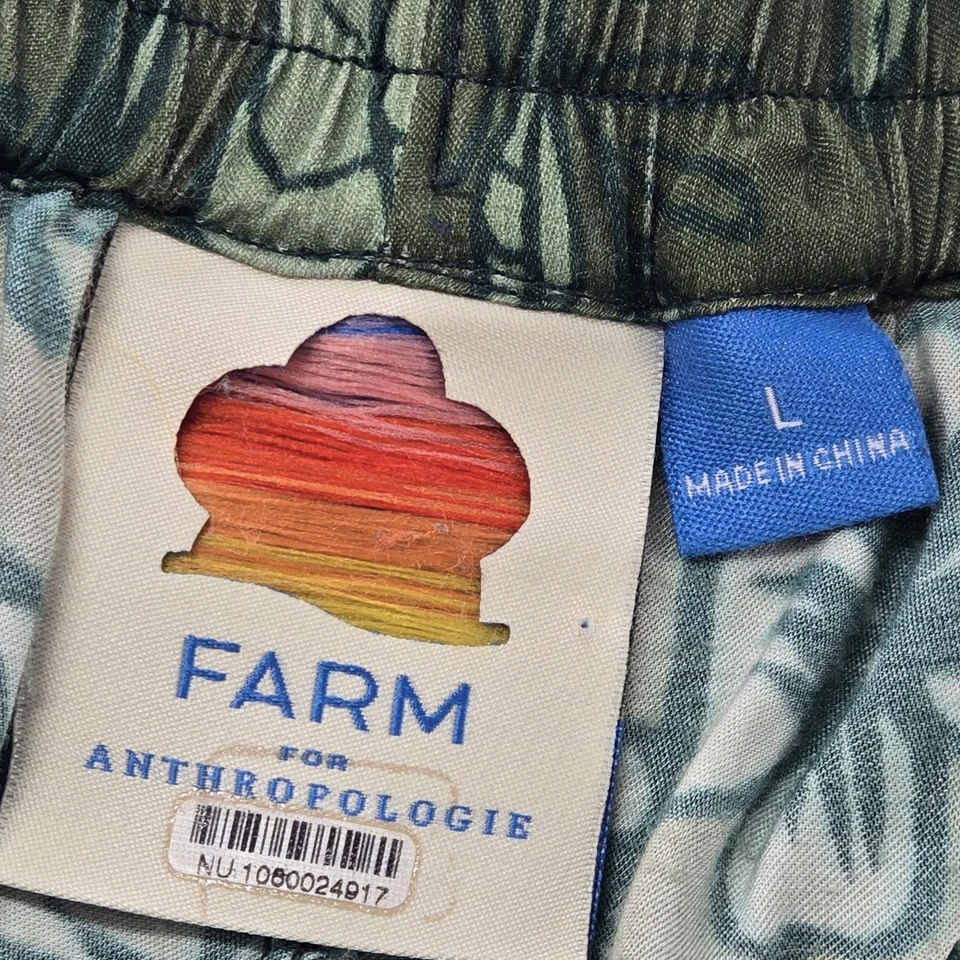 FARM
FOR
ANTHROPOLOGIE
NU 1060024917
L
MADE IN CHINA